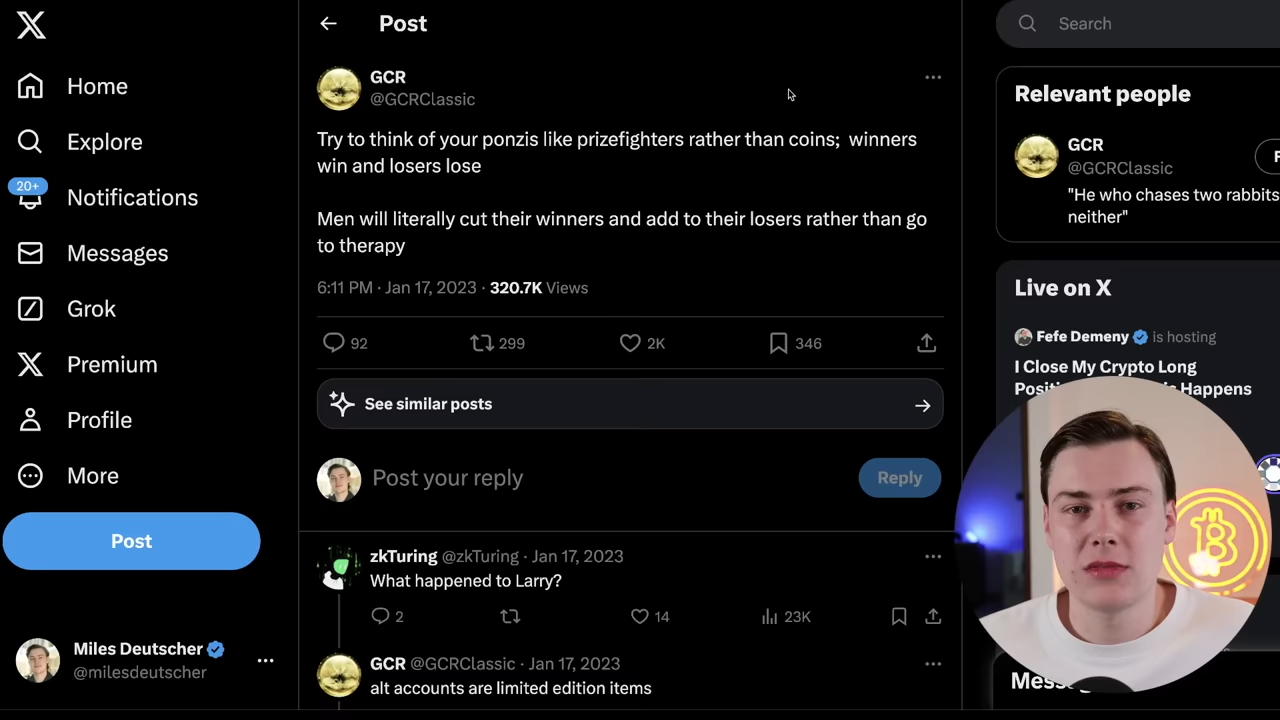 Home
Explore
20+
Notifications
Messages
Grok
Premium
Profile
More
Post
Miles Deutscher
@milesdeutscher
Post
GCR
@GCRClassic
Try to think of your ponzis like prizefighters rather than coins;  winners
win and losers lose
Men will literally cut their winners and add to their losers rather than go
to therapy
6:11 PM · Jan 17, 2023 · 320.7K Views
92
299
2K
346
See similar posts
Post your reply
Reply
zkTuring @zkTuring · Jan 17, 2023
What happened to Larry?
2
14
23K
GCR @GCRClassic · Jan 17, 2023
alt accounts are limited edition items
Search
Relevant people
GCR
@GCRClassic
F
"He who chases two rabbits
neither"
Live on X
Fefe Demeny is hosting
I Close My Crypto Long
Happens